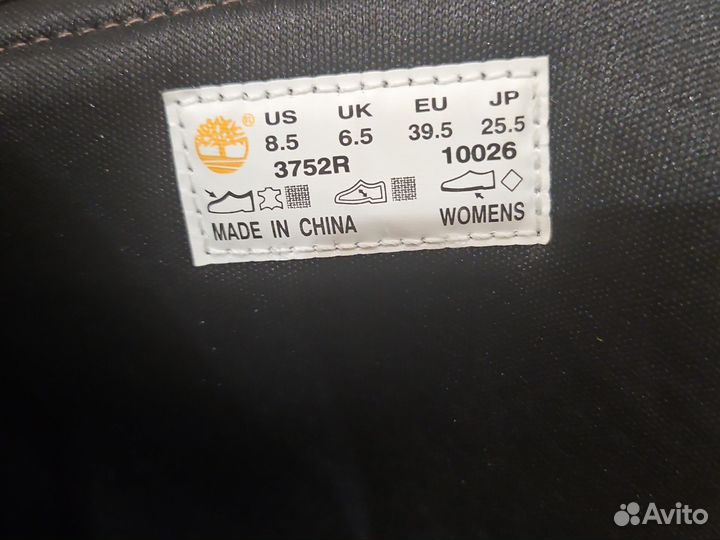 US UK EU JP
8.5 6.5 39.5 25.5
3752R 10026
MADE IN CHINA WOMENS
Avito